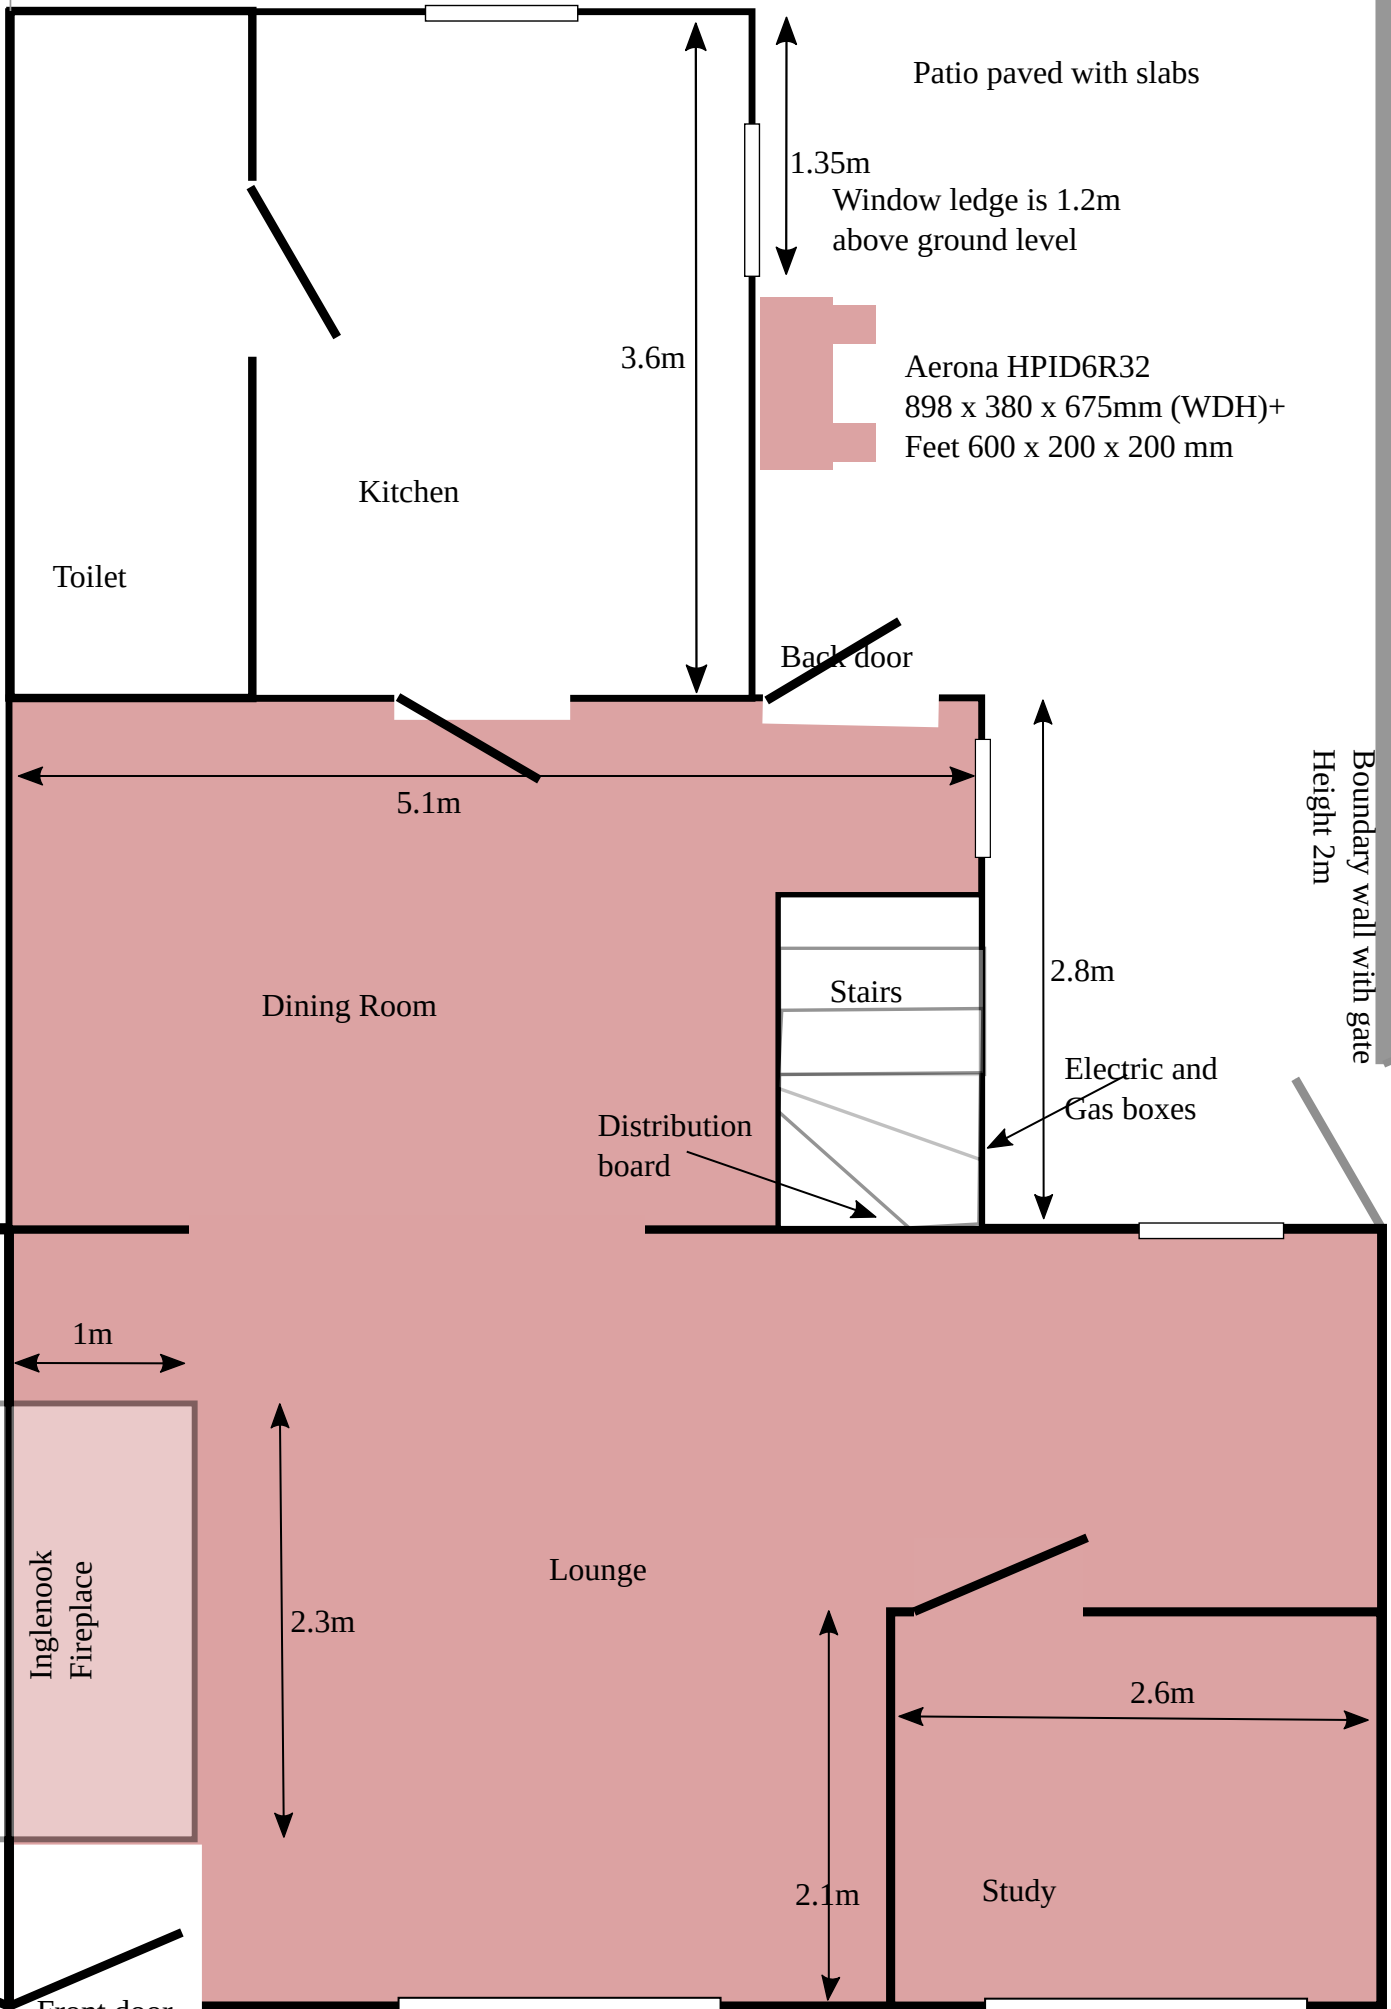 Patio paved with slabs
1.35m
Window ledge is 1.2m
above ground level
3.6m
Aerona HPID6R32
898 x 380 x 675mm (WDH)+
Feet 600 x 200 x 200 mm
Kitchen
Toilet
Back door
5.1m
Boundary wall with gate
Height 2m
2.8m
Stairs
Dining Room
Electric and
Gas boxes
Distribution
board
1m
Inglenook
Fireplace
Lounge
2.3m
2.6m
2.1m
Study
Front door